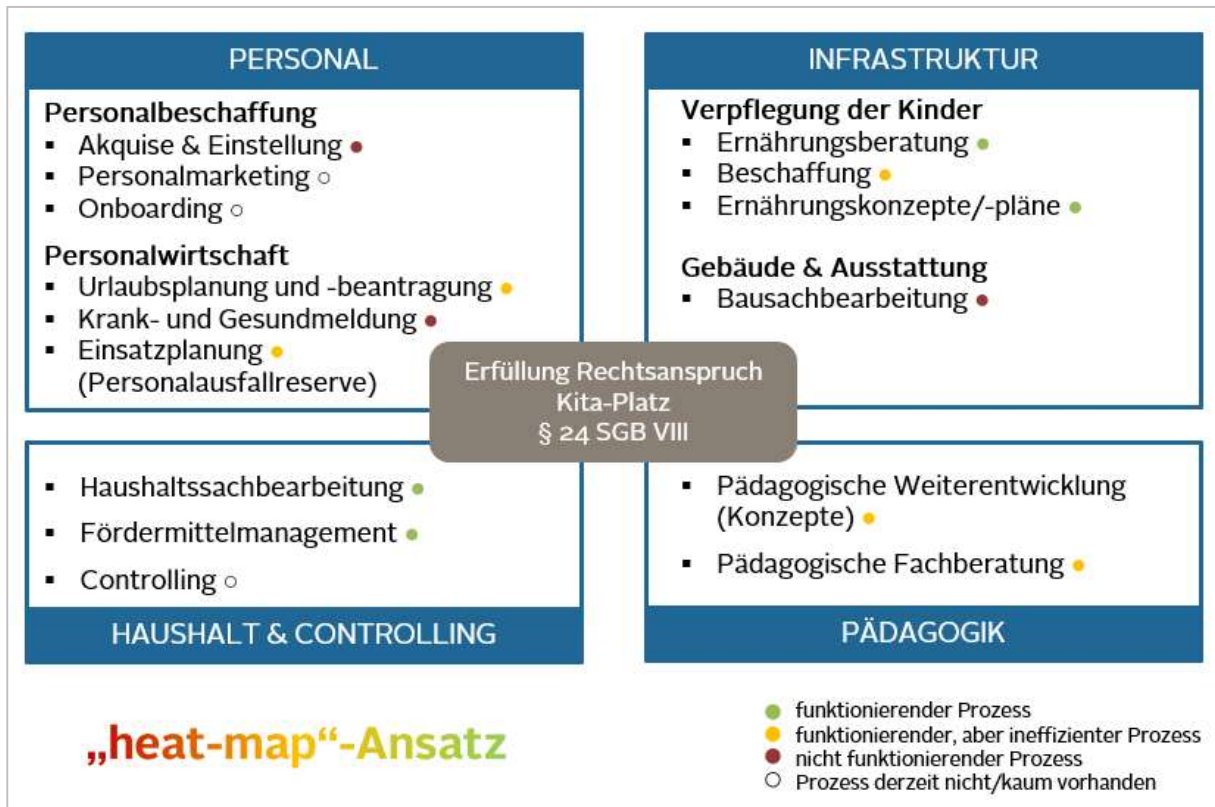 PERSONAL
Personalbeschaffung
▪ Akquise & Einstellung ●
▪ Personalmarketing ○
▪ Onboarding ○
Personalwirtschaft
▪ Urlaubsplanung und -beantragung ●
▪ Krank- und Gesundmeldung ●
▪ Einsatzplanung ●
(Personalausfallreserve)
INFRASTRUKTUR
Verpflegung der Kinder
▪ Ernährungsberatung ●
▪ Beschaffung ●
▪ Ernährungskonzepte/-pläne ●
Gebäude & Ausstattung
▪ Bausachbearbeitung ●
Erfüllung Rechtsanspruch
Kita-Platz
§ 24 SGB VIII
▪ Haushaltssachbearbeitung ●
▪ Fördermittelmanagement ●
▪ Controlling ○
HAUSHALT & CONTROLLING
▪ Pädagogische Weiterentwicklung
(Konzepte) ●
▪ Pädagogische Fachberatung ●
PÄDAGOGIK
„heat-map“-Ansatz
● funktionierender Prozess
● funktionierender, aber ineffizienter Prozess
● nicht funktionierender Prozess
○ Prozess derzeit nicht/kaum vorhanden